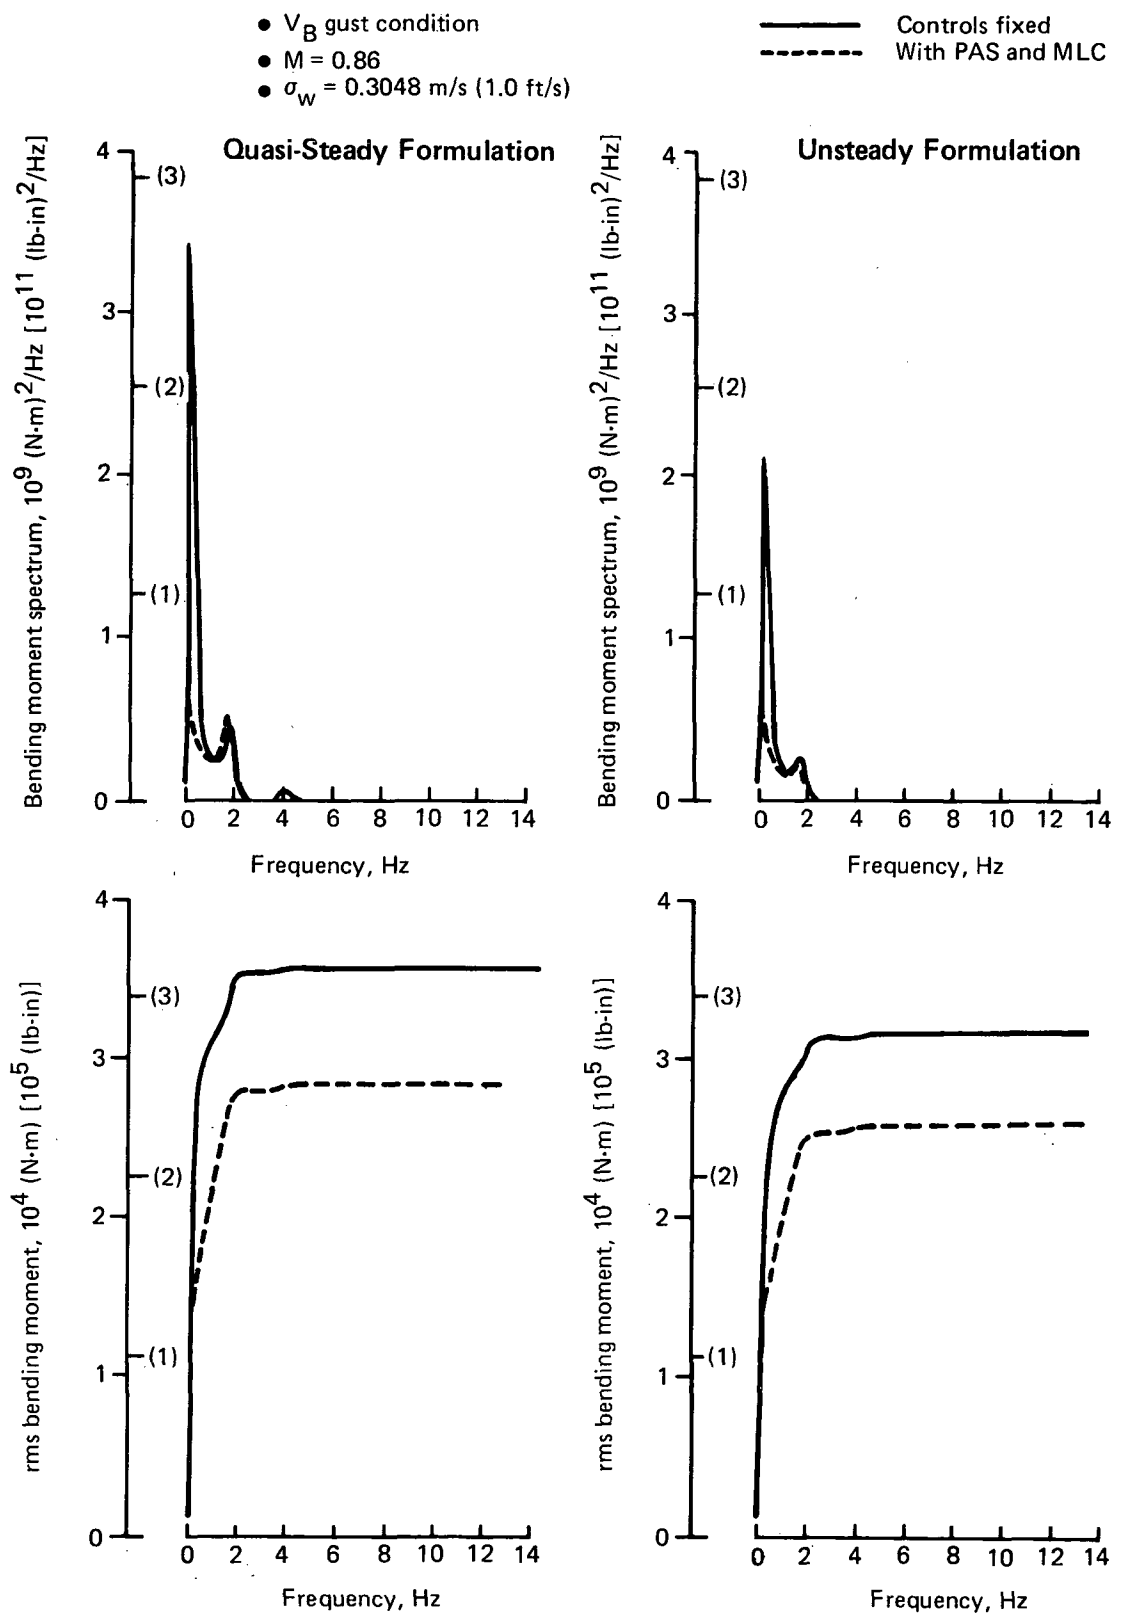 ● V_B gust condition
● M = 0.86
● σ_w = 0.3048 m/s (1.0 ft/s)
Controls fixed
With PAS and MLC
Quasi-Steady Formulation
Bending moment spectrum, 10^9 (N·m)^2/Hz [10^11 (lb-in)^2/Hz]
4
3
2
1
0
(3)
(2)
(1)
0 2 4 6 8 10 12 14
Frequency, Hz
Unsteady Formulation
Bending moment spectrum, 10^9 (N·m)^2/Hz [10^11 (lb-in)^2/Hz]
4
3
2
1
0
(3)
(2)
(1)
0 2 4 6 8 10 12 14
Frequency, Hz
rms bending moment, 10^4 (N·m) [10^5 (lb-in)]
4
3
2
1
0
(3)
(2)
(1)
0 2 4 6 8 10 12 14
Frequency, Hz
rms bending moment, 10^4 (N·m) [10^5 (lb-in)]
4
3
2
1
0
(3)
(2)
(1)
0 2 4 6 8 10 12 14
Frequency, Hz